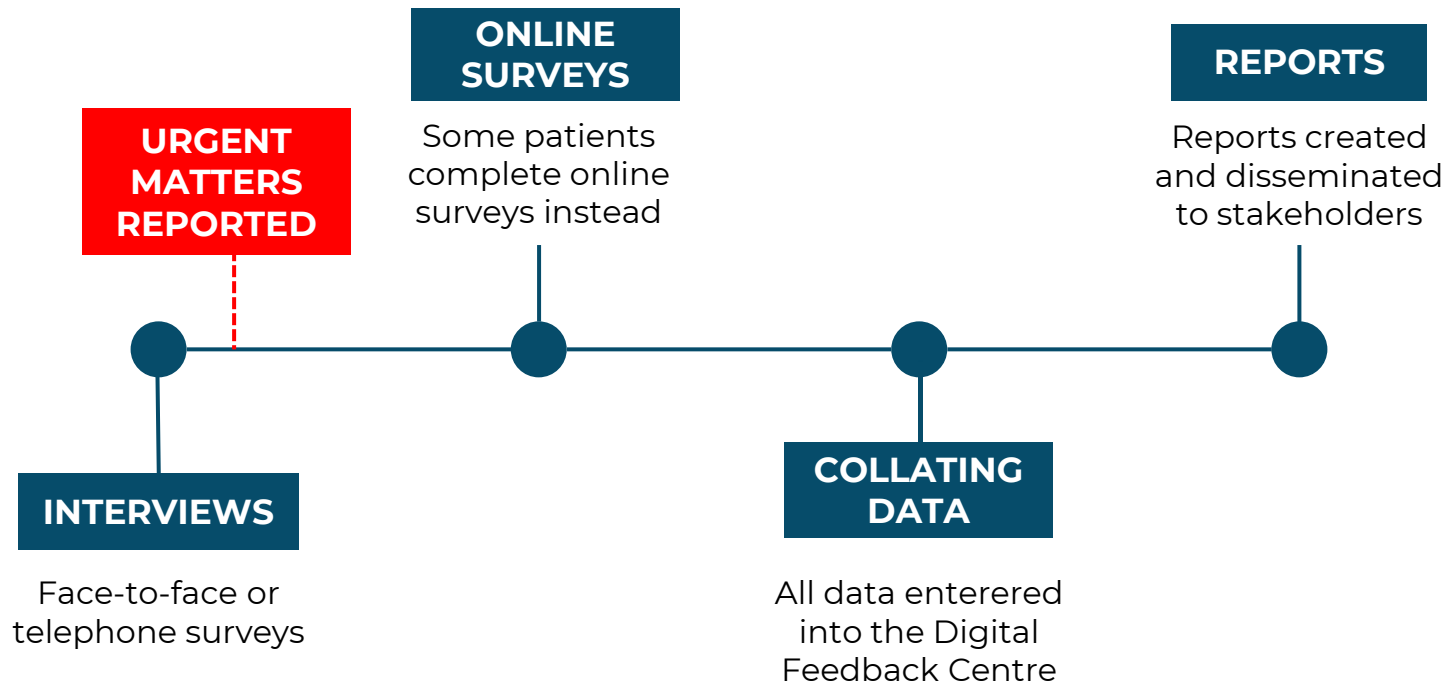 INTERVIEWS
Face-to-face or
telephone surveys
URGENT
MATTERS
REPORTED
ONLINE
SURVEYS
Some patients
complete online
surveys instead
COLLATING
DATA
All data enterered
into the Digital
Feedback Centre
REPORTS
Reports created
and disseminated
to stakeholders